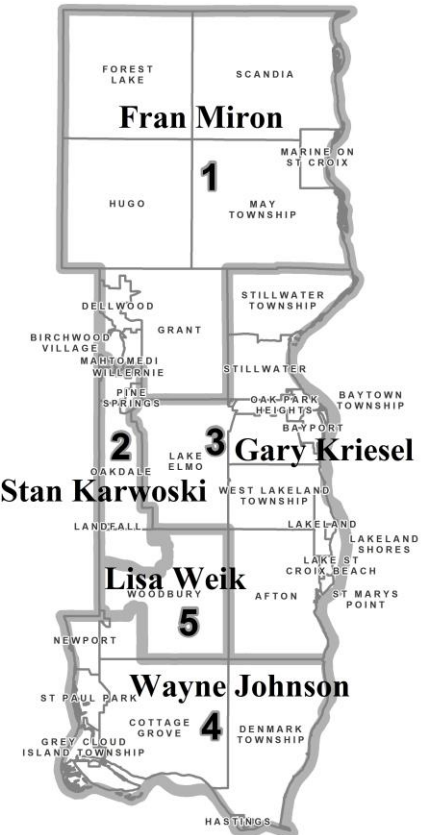 FOREST
LAKE
SCANDIA
Fran Miron
MARINE ON
ST CROIX
1
HUGO
MAY
TOWNSHIP
STILLWATER
TOWNSHIP
DELLWOOD
GRANT
BIRCHWOOD
VILLAGE
MAHTOMEDI
WILLERNIE
STILLWATER
PINE
SPRINGS
OAK PARK
HEIGHTS
BAYTOWN
TOWNSHIP
BAYPORT
2
3
Gary Kriesel
LAKE
ELMO
OAKDALE
Stan Karwoski
WEST LAKELAND
TOWNSHIP
LANDFALL
LAKELAND
LAKELAND
SHORES
LAKE ST
CROIX BEACH
Lisa Weik
WOODBURY
AFTON
ST MARYS
POINT
5
NEWPORT
Wayne Johnson
ST PAUL PARK
COTTAGE
GROVE
4
DENMARK
TOWNSHIP
GREY CLOUD
ISLAND TOWNSHIP
HASTINGS